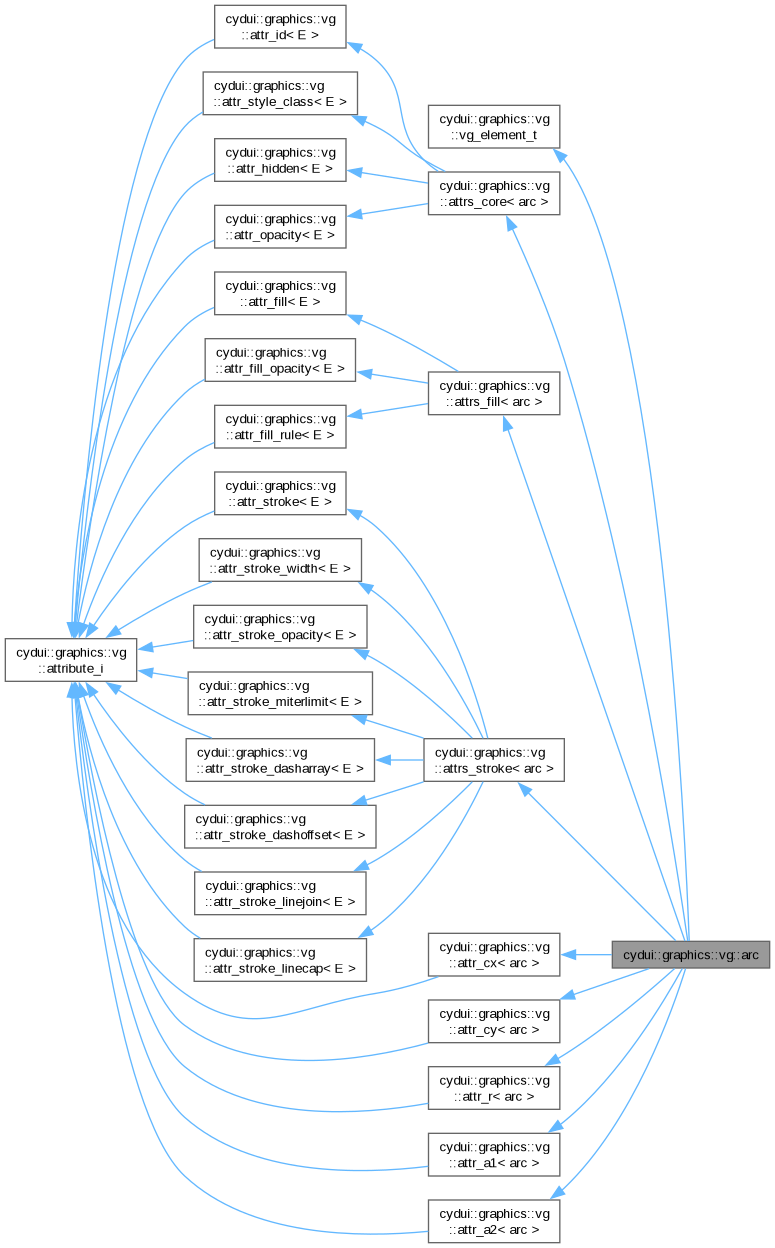 cydui::graphics::vg
::attr_id< E >
cydui::graphics::vg
::attr_style_class< E >
cydui::graphics::vg
::vg_element_t
cydui::graphics::vg
::attr_hidden< E >
cydui::graphics::vg
::attrs_core< arc >
cydui::graphics::vg
::attr_opacity< E >
cydui::graphics::vg
::attr_fill< E >
cydui::graphics::vg
::attr_fill_opacity< E >
cydui::graphics::vg
::attrs_fill< arc >
cydui::graphics::vg
::attr_fill_rule< E >
cydui::graphics::vg
::attr_stroke< E >
cydui::graphics::vg
::attr_stroke_width< E >
cydui::graphics::vg
::attr_stroke_opacity< E >
cydui::graphics::vg
::attribute_i
cydui::graphics::vg
::attr_stroke_miterlimit< E >
cydui::graphics::vg
::attr_stroke_dasharray< E >
cydui::graphics::vg
::attrs_stroke< arc >
cydui::graphics::vg
::attr_stroke_dashoffset< E >
cydui::graphics::vg
::attr_stroke_linejoin< E >
cydui::graphics::vg
::attr_stroke_linecap< E >
cydui::graphics::vg
::attr_cx< arc >
cydui::graphics::vg::arc
cydui::graphics::vg
::attr_cy< arc >
cydui::graphics::vg
::attr_r< arc >
cydui::graphics::vg
::attr_a1< arc >
cydui::graphics::vg
::attr_a2< arc >